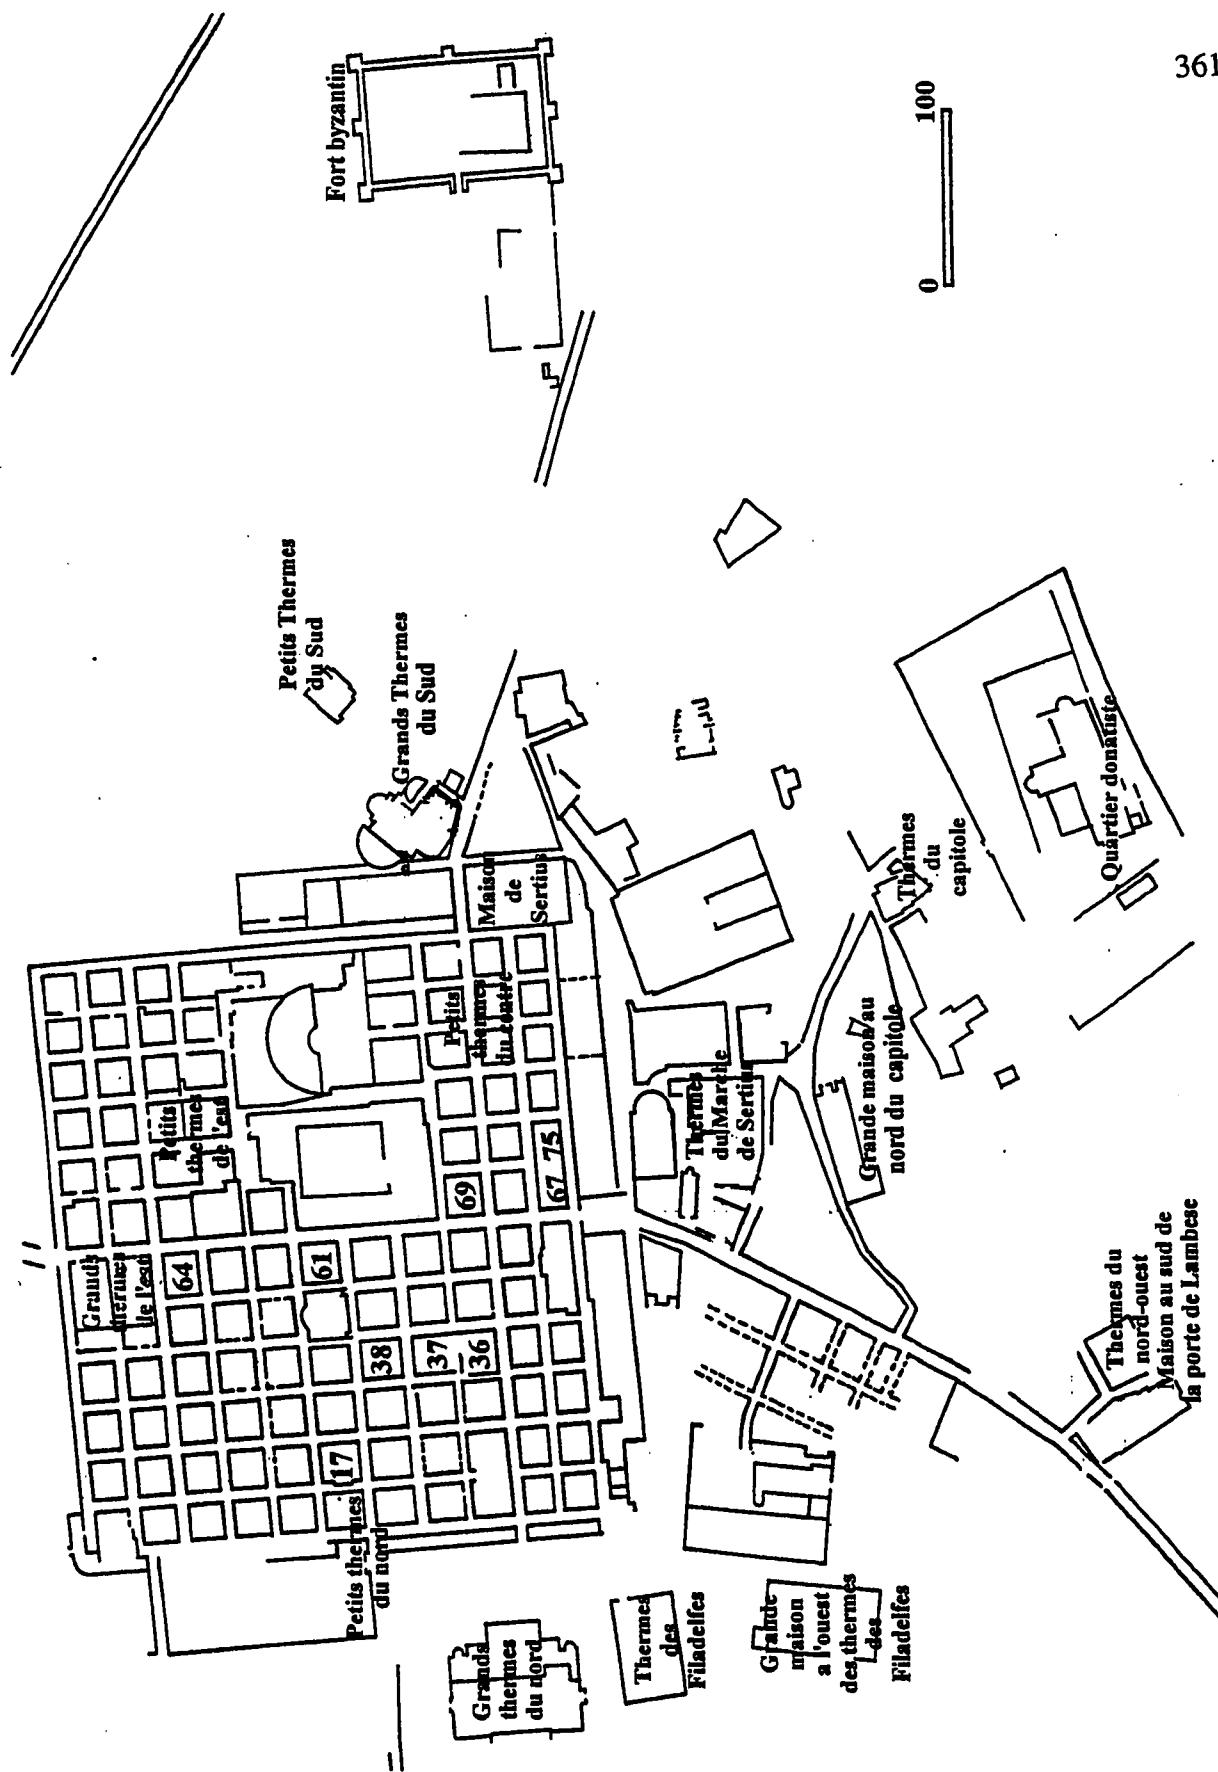 361
Fort byzantin
0
100
Petits Thermes
du Sud
Grands Thermes
du Sud
Maison
de
Sertius
Petits
thermes
du centre
Petits
thermes
de l'est
Grands
thermes
de l'est
64
61
69
67
75
38
37
36
17
Petits thermes
du nord
Grands
thermes
du nord
Thermes
des
Filadelfes
Grande
maison
a l'ouest
des thermes
des
Filadelfes
Thermes
du Marche
de Sertius
Grande maison au
nord du capitole
Thermes
du
capitole
Quartier donatiste
Thermes du
nord-ouest
Maison au sud de
la porte de Lambese